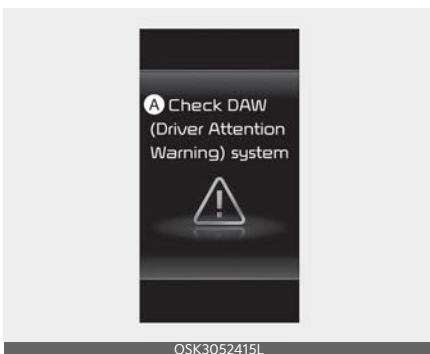 A Check DAW
(Driver Attention
Warning) system
OSK3052415L